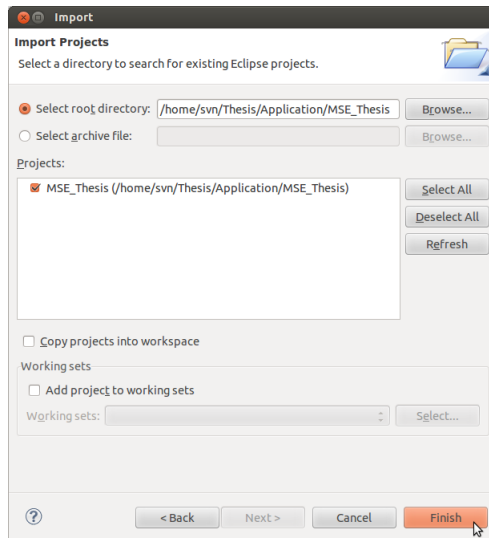 Import
Import Projects
Select a directory to search for existing Eclipse projects.
Select root directory: /home/svn/Thesis/Application/MSE_Thesis Browse...
Select archive file: Browse...
Projects:
MSE_Thesis (/home/svn/Thesis/Application/MSE_Thesis)
Select All
Deselect All
Refresh
Copy projects into workspace
Working sets
Add project to working sets
Working sets: Select...
? < Back Next > Cancel Finish